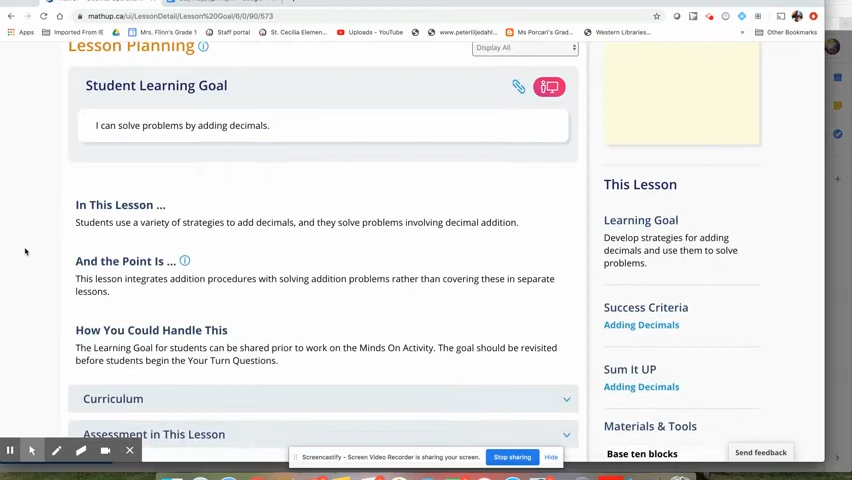 mathup.ca/ui/LessonDetail/Lesson%20Goal/6/0/90/573
Apps
Imported From IE
Mrs. Flinn's Grade 1
Google Photo
St. Cecilia Elemen...
Uploads - YouTube
www.peterliljedahl...
Ms Porcari's Grad...
Western Libraries...
»
Other Bookmarks
Lesson Planning
Display All
Student Learning Goal
I can solve problems by adding decimals.
In This Lesson ...
Students use a variety of strategies to add decimals, and they solve problems involving decimal addition.
And the Point Is ...
This lesson integrates addition procedures with solving addition problems rather than covering these in separate
lessons.
How You Could Handle This
The Learning Goal for students can be shared prior to work on the Minds On Activity. The goal should be revisited
before students begin the Your Turn Questions.
Curriculum
Assessment in This Lesson
This Lesson
Learning Goal
Develop strategies for adding
decimals and use them to solve
problems.
Success Criteria
Adding Decimals
Sum It UP
Adding Decimals
Materials & Tools
Base ten blocks
Send feedback
Screencastify - Screen Video Recorder is sharing your screen.
Stop sharing
Hide